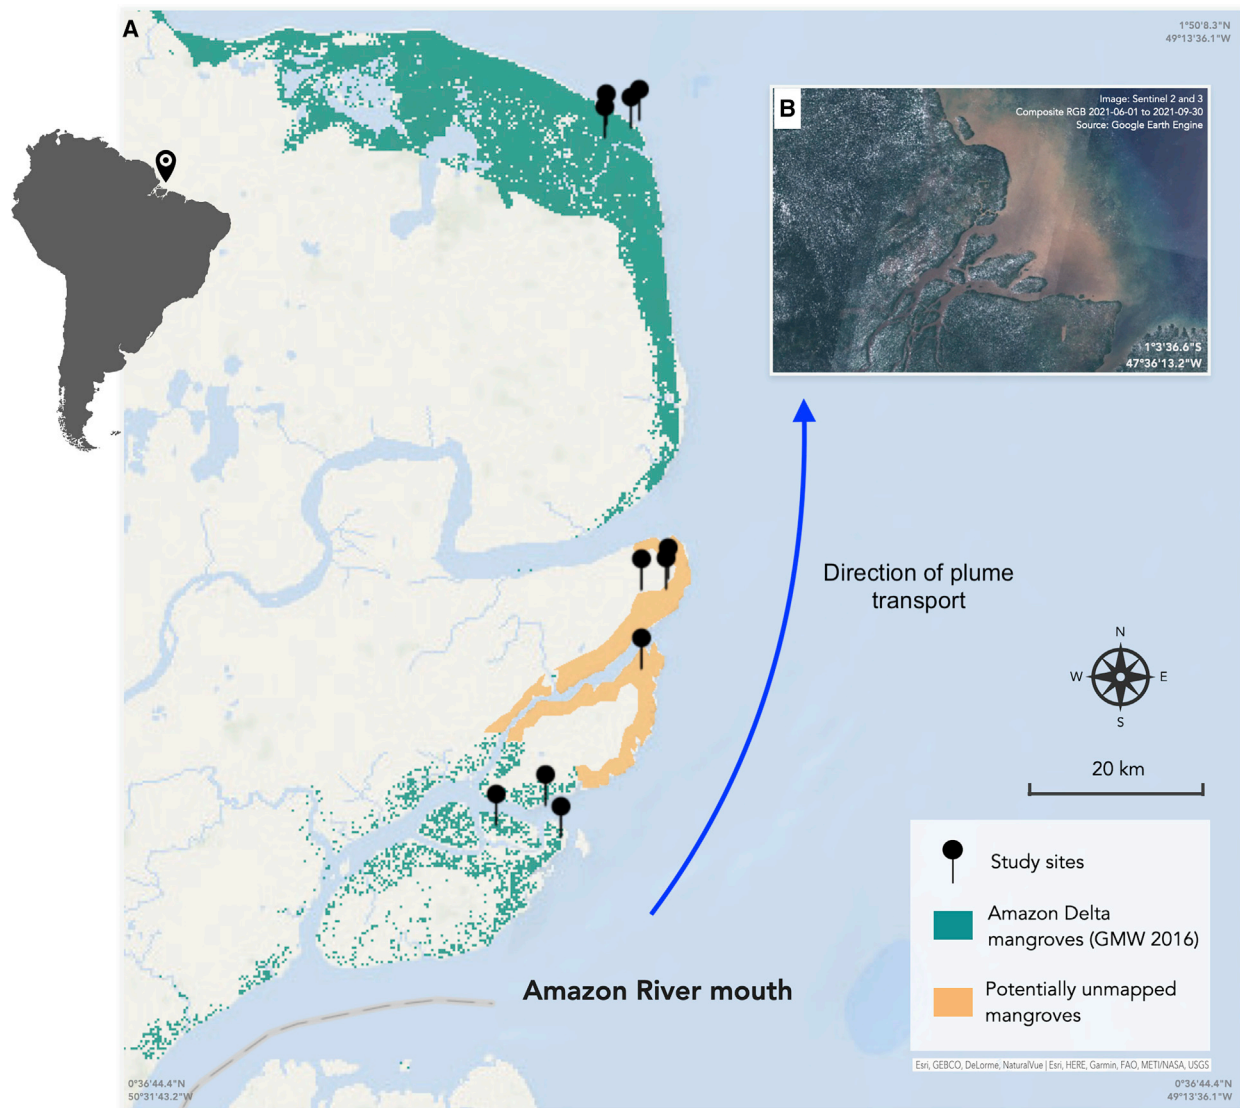 A
1°50'8.3"N
49°13'36.1"W
B
Image: Sentinel 2 and 3
Composite RGB 2021-06-01 to 2021-09-30
Source: Google Earth Engine
1°3'36.6"S
47°36'13.2"W
Direction of plume
transport
N
W
E
S
20 km
Study sites
Amazon Delta
mangroves (GMW 2016)
Potentially unmapped
mangroves
Amazon River mouth
Esri, GEBCO, DeLorme, NaturalVue | Esri, HERE, Garmin, FAO, METI/NASA, USGS
0°36'44.4"N
50°31'43.2"W
0°36'44.4"N
49°13'36.1"W